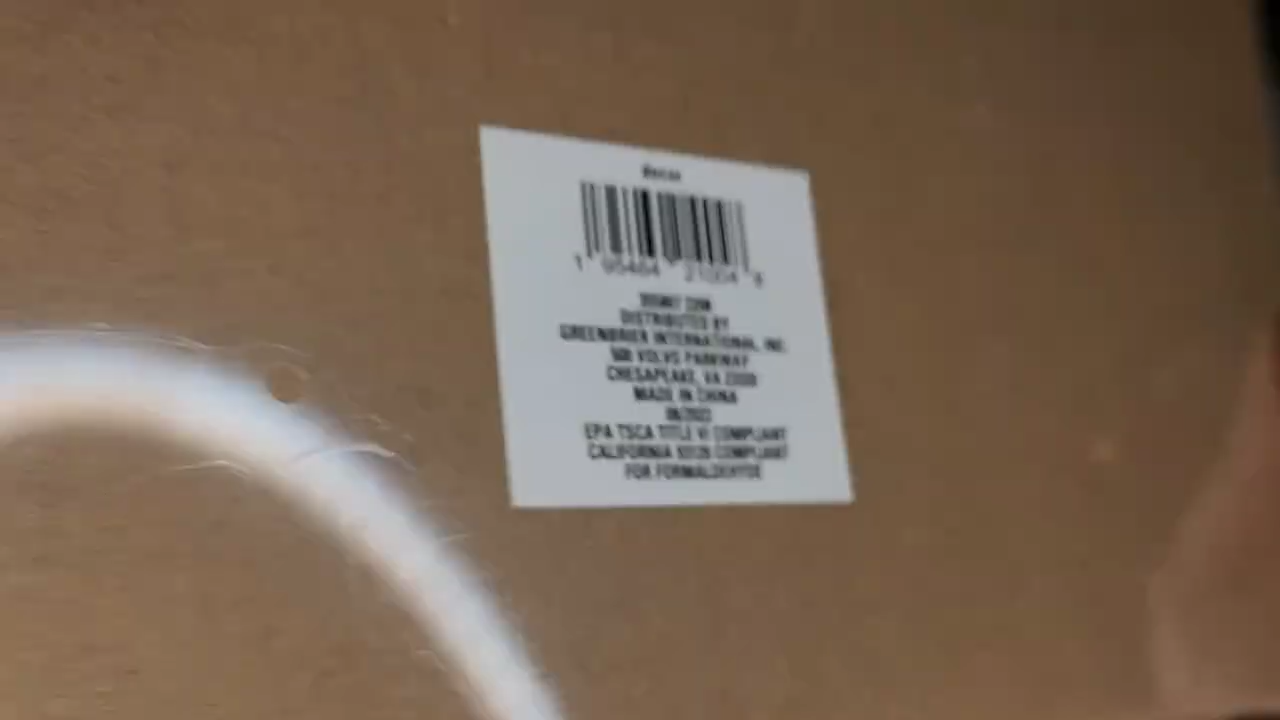 DISTRIBUTED BY
GREENBRIER INTERNATIONAL, INC.
500 VOLVO PARKWAY
CHESAPEAKE, VA 23320
MADE IN CHINA
EPA TSCA TITLE VI COMPLIANT
CALIFORNIA 93120 COMPLIANT
FOR FORMALDEHYDE